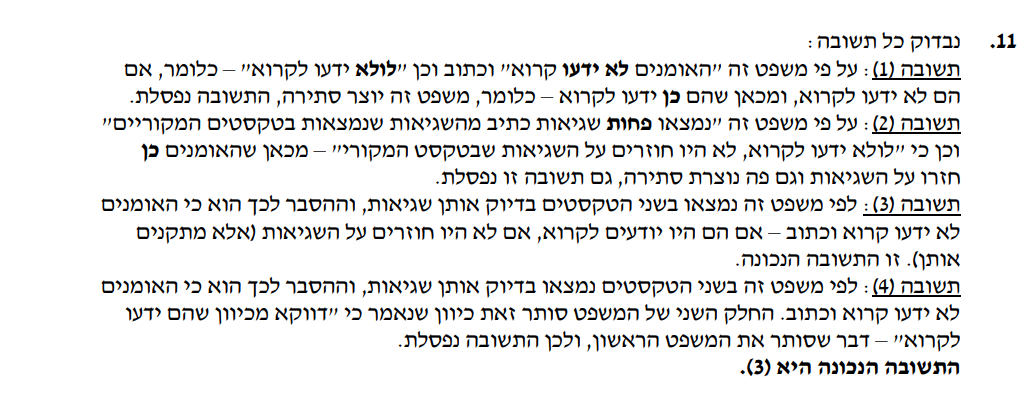 11. נבדוק כל תשובה:
תשובה (1): על פי משפט זה "האומנים לא ידעו קרוא" וכתוב וכן "לולא ידעו לקרוא" – כלומר, אם
הם לא ידעו לקרוא, ומכאן שהם כן ידעו לקרוא – כלומר, משפט זה יוצר סתירה, התשובה נפסלת.
תשובה (2): על פי משפט זה "נמצאו פחות שגיאות כתיב מהשגיאות שנמצאות בטקסטים המקוריים"
וכן כי "לולא ידעו לקרוא, לא היו חוזרים על השגיאות שבטקסט המקורי" – מכאן שהאומנים כן
חזרו על השגיאות וגם פה נוצרת סתירה, גם תשובה זו נפסלת.
תשובה (3): לפי משפט זה נמצאו בשני הטקסטים בדיוק אותן שגיאות, וההסבר לכך הוא כי האומנים
לא ידעו קרוא וכתוב – אם הם היו יודעים לקרוא, אם לא היו חוזרים על השגיאות (אלא מתקנים
אותן). זו התשובה הנכונה.
תשובה (4): לפי משפט זה בשני הטקסטים נמצאו בדיוק אותן שגיאות, וההסבר לכך הוא כי האומנים
לא ידעו קרוא וכתוב. החלק השני של המשפט סותר זאת כיוון שנאמר כי "דווקא מכיוון שהם ידעו
לקרוא" – דבר שסותר את המשפט הראשון, ולכן התשובה נפסלת.
התשובה הנכונה היא (3).